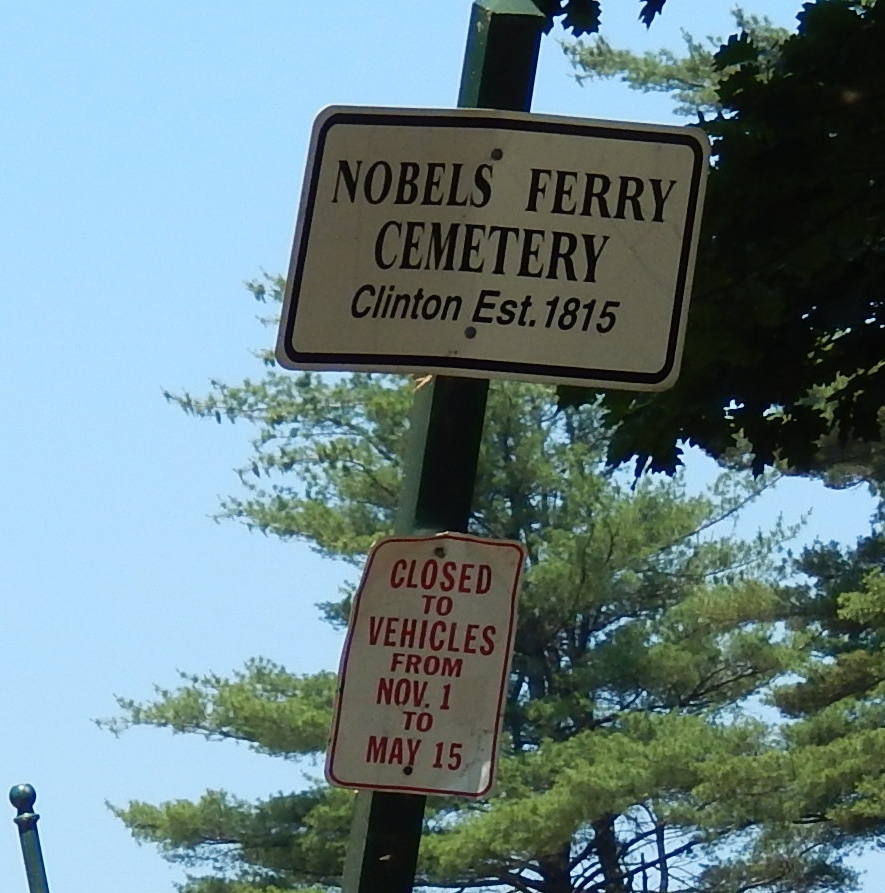 NOBELS FERRY
CEMETERY
Clinton Est. 1815
CLOSED
TO
VEHICLES
FROM
NOV. 1
TO
MAY 15